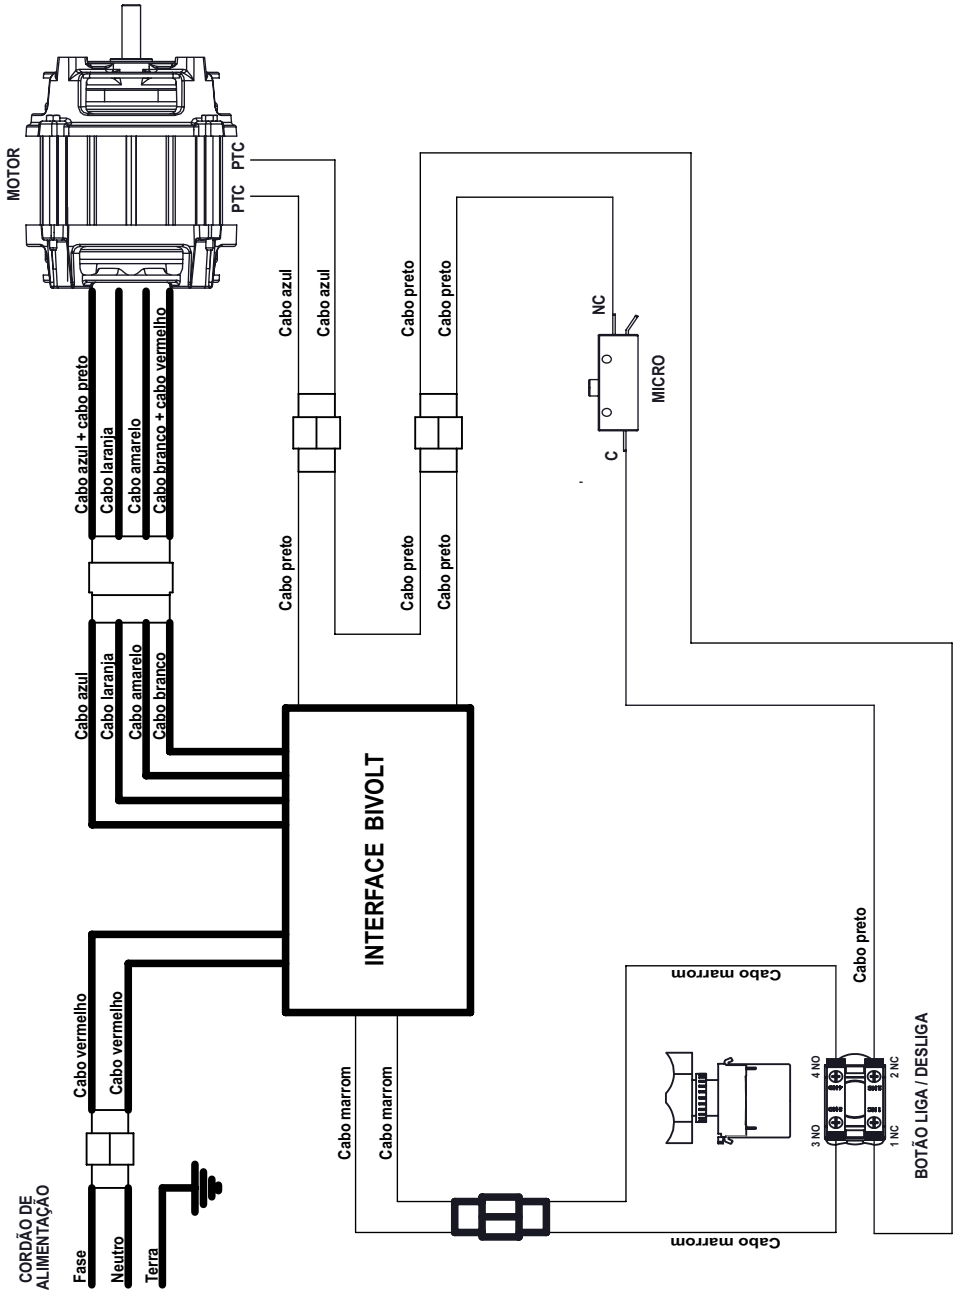 MOTOR
PTC
PTC
Cabo azul + cabo preto
Cabo laranja
Cabo amarelo
Cabo branco + cabo vermelho
Cabo azul
Cabo azul
Cabo preto
Cabo preto
NC
MICRO
C
Cabo preto
Cabo preto
Cabo preto
Cabo azul
Cabo laranja
Cabo amarelo
Cabo branco
INTERFACE BIVOLT
Cabo vermelho
Cabo vermelho
CORDÃO DE
ALIMENTAÇÃO
Fase
Neutro
Terra
Cabo marrom
Cabo marrom
Cabo marrom
Cabo marrom
Cabo preto
4 NO
2 NC
3 NO
1 NC
BOTÃO LIGA / DESLIGA